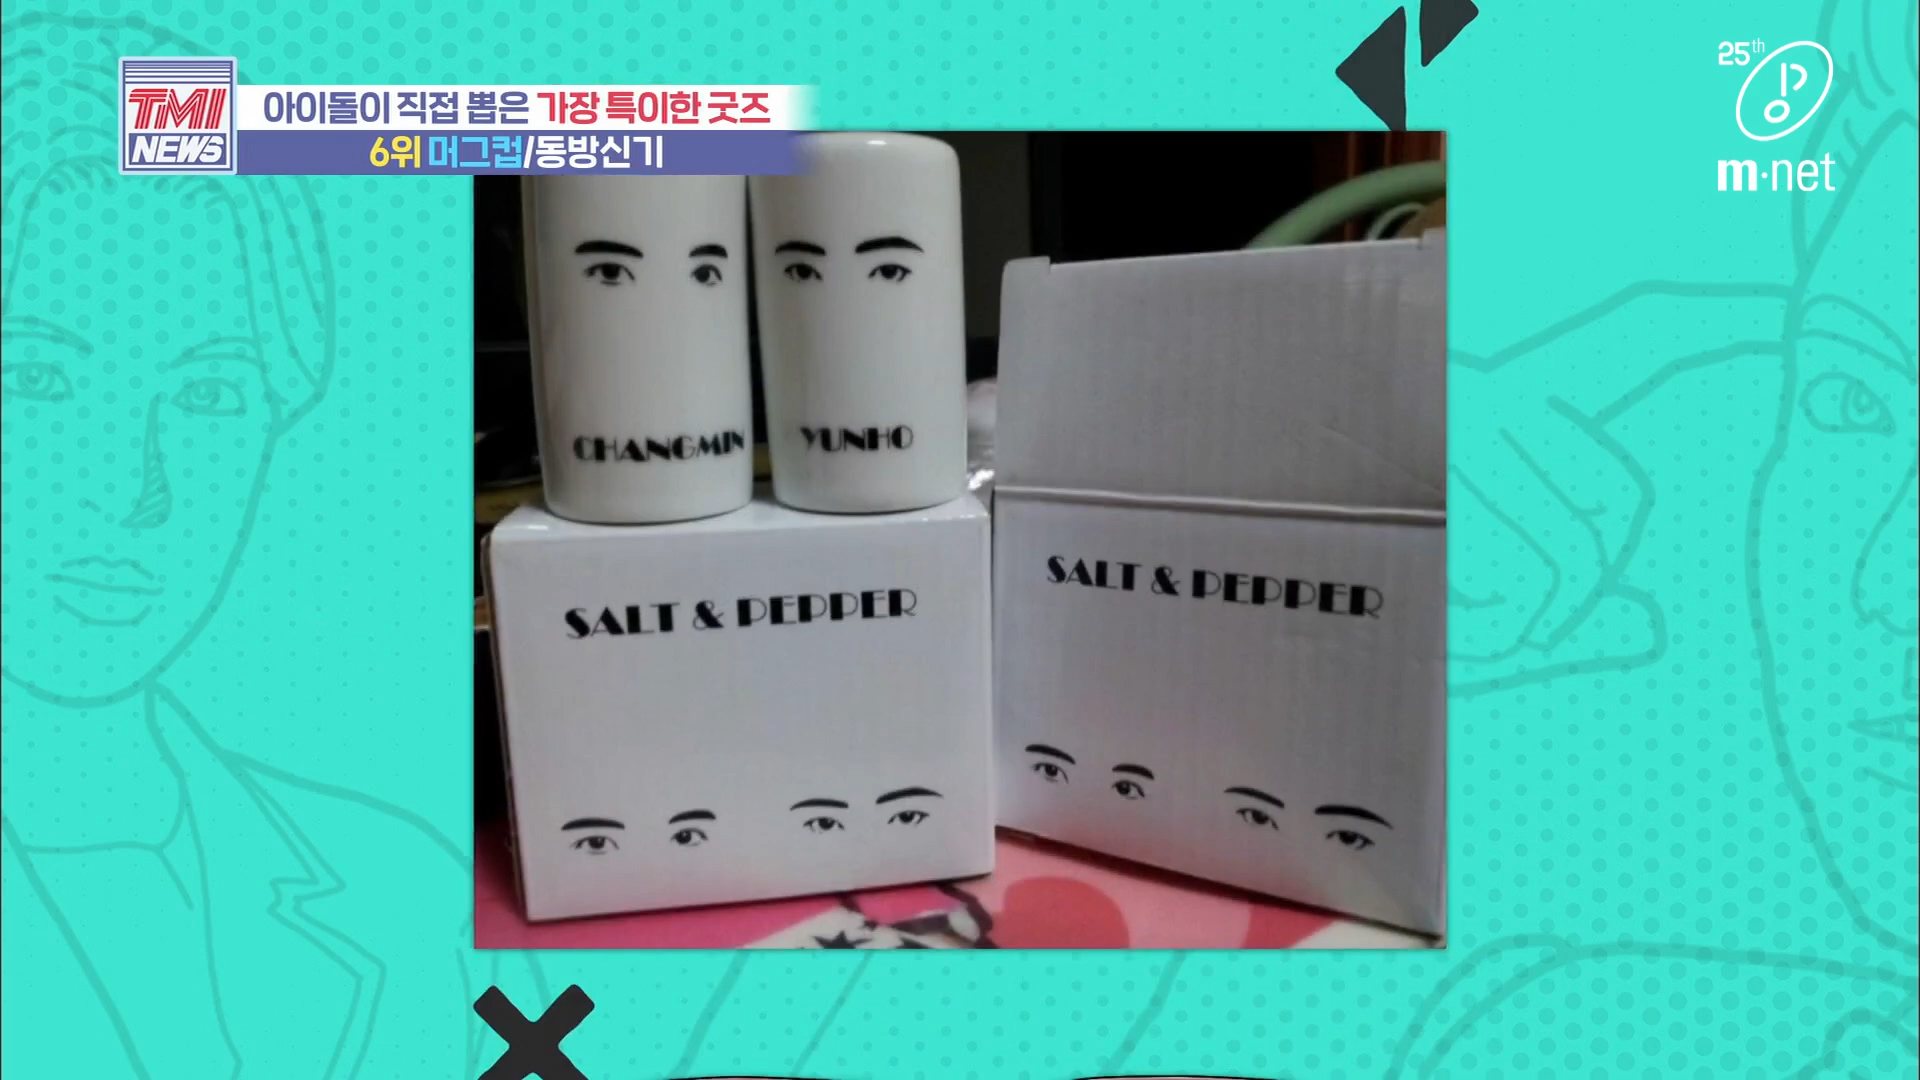 TMI
NEWS
아이돌이 직접 뽑은 가장 특이한 굿즈
6위 머그컵/동방신기
25th
m·net
CHANGMIN
YUNHO
SALT & PEPPER
SALT & PEPPER